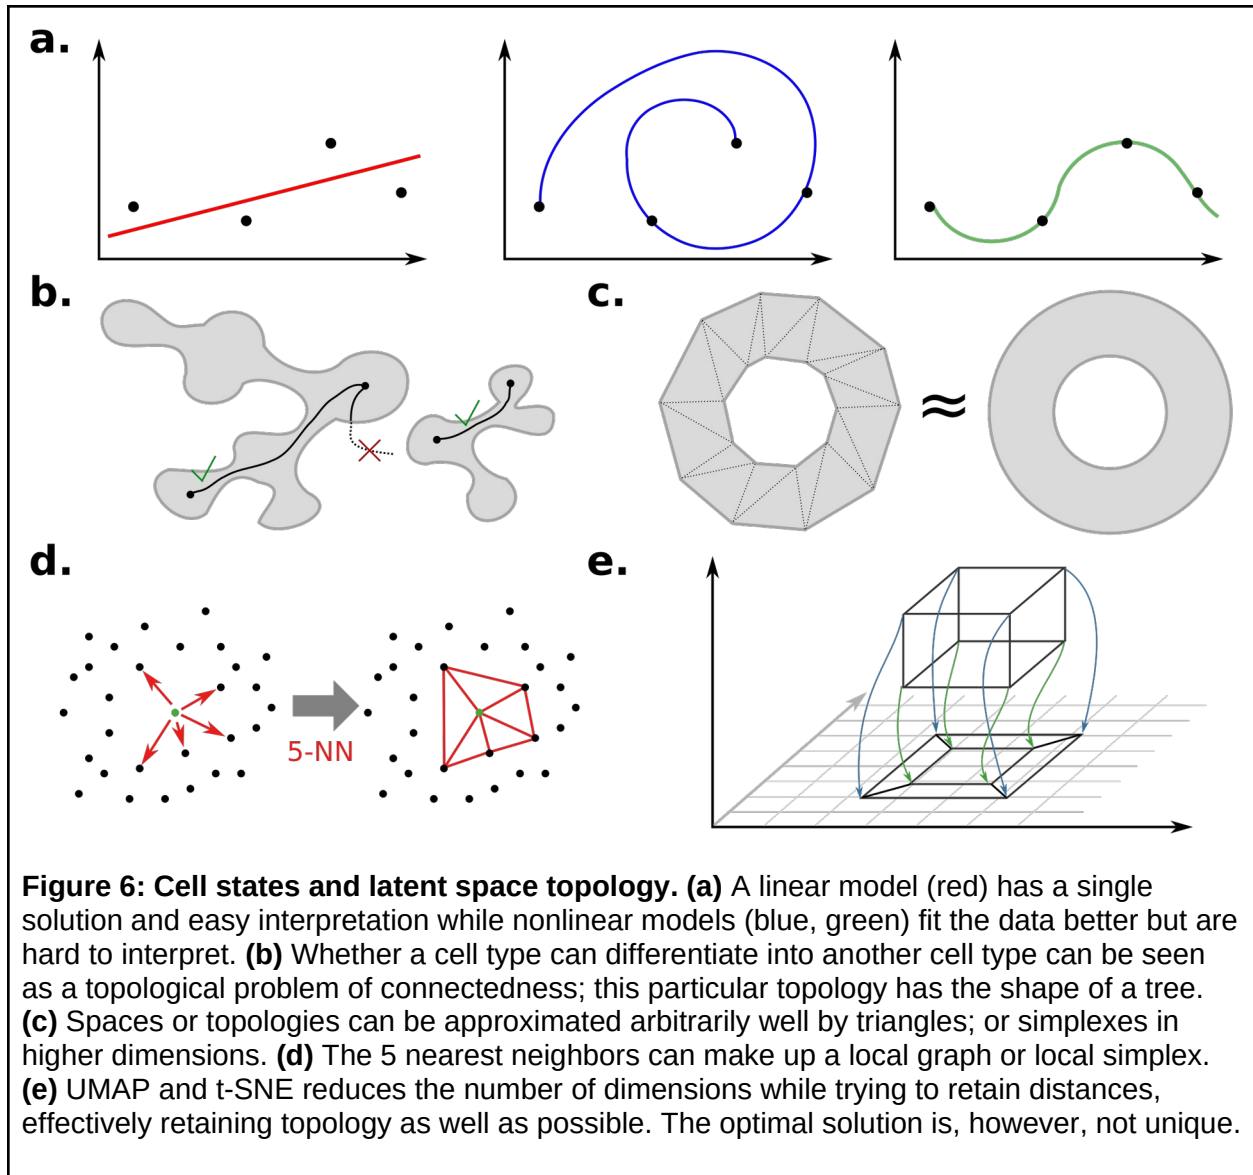 a.
b.
c.
≈
d.
e.
5-NN
Figure 6: Cell states and latent space topology. (a) A linear model (red) has a single
solution and easy interpretation while nonlinear models (blue, green) fit the data better but are
hard to interpret. (b) Whether a cell type can differentiate into another cell type can be seen
as a topological problem of connectedness; this particular topology has the shape of a tree.
(c) Spaces or topologies can be approximated arbitrarily well by triangles; or simplexes in
higher dimensions. (d) The 5 nearest neighbors can make up a local graph or local simplex.
(e) UMAP and t-SNE reduces the number of dimensions while trying to retain distances,
effectively retaining topology as well as possible. The optimal solution is, however, not unique.